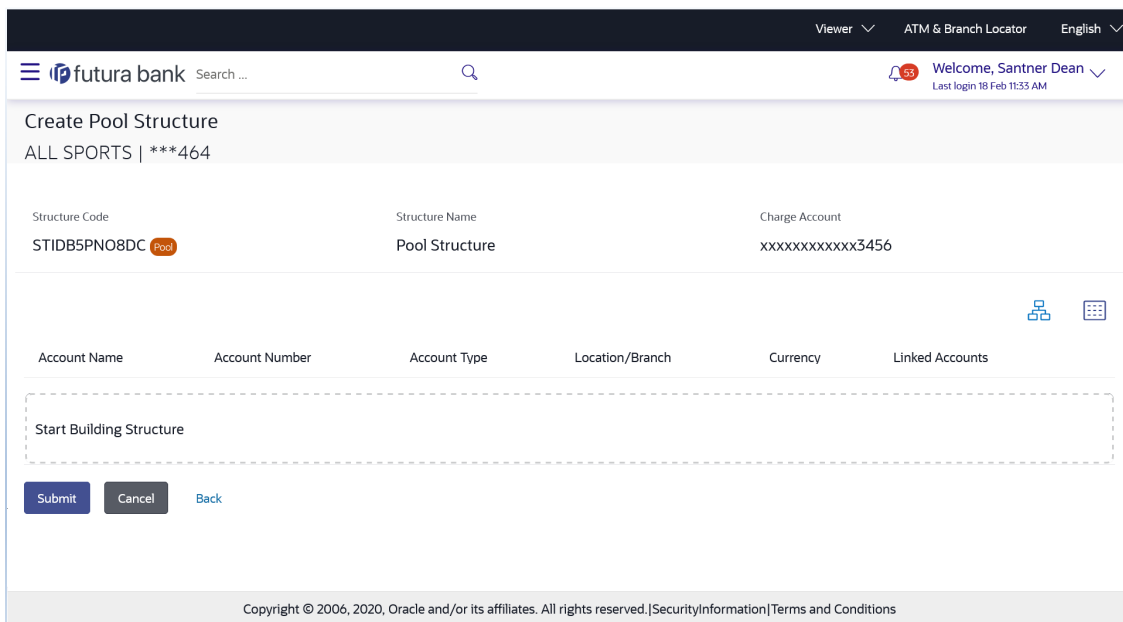 Viewer ATM & Branch Locator English
futura bank Search ... 53 Welcome, Santner Dean
Last login 18 Feb 11:33 AM
Create Pool Structure
ALL SPORTS | ***464
Structure Code Structure Name Charge Account
STIDB5PNO8DC Pool Pool Structure xxxxxxxxxxxx3456
Account Name Account Number Account Type Location/Branch Currency Linked Accounts
Start Building Structure
Submit Cancel Back
Copyright © 2006, 2020, Oracle and/or its affiliates. All rights reserved.|SecurityInformation|Terms and Conditions